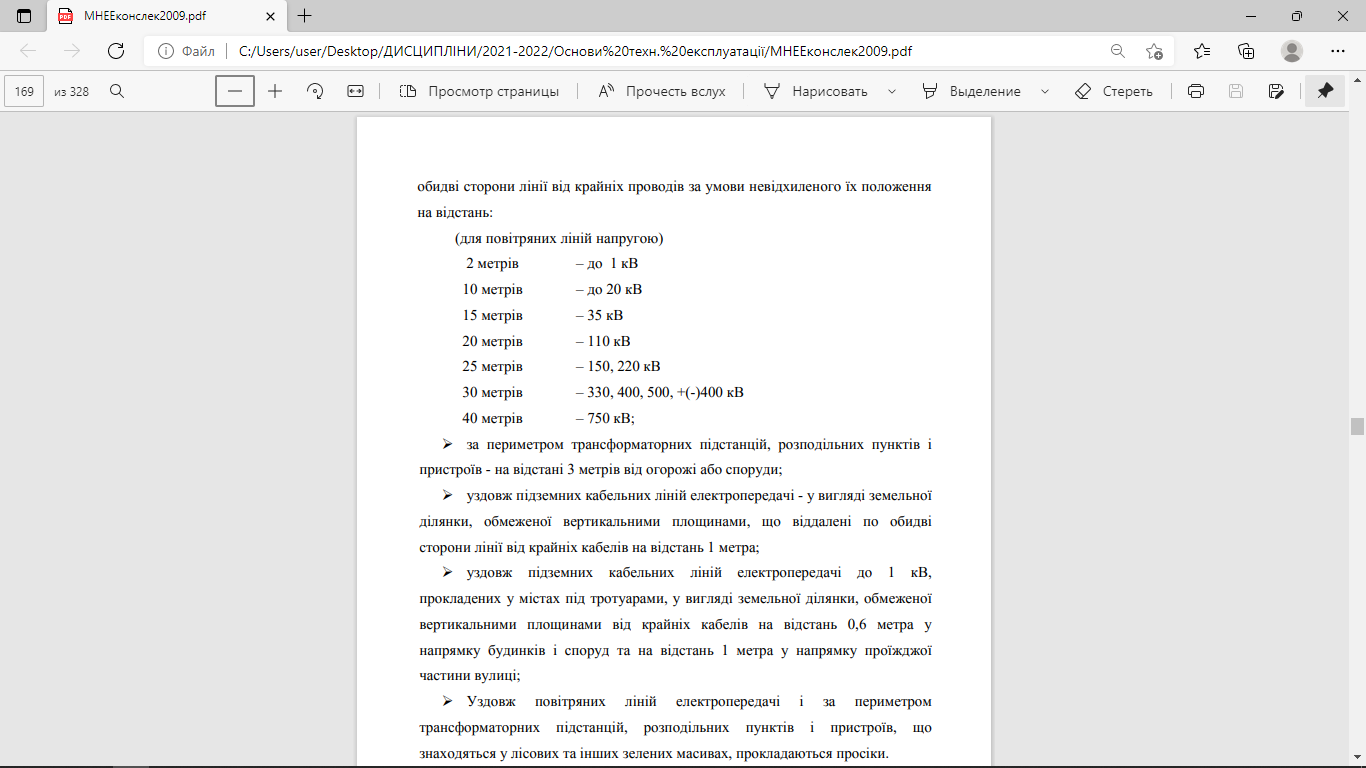 МНЕЕконслек2009.pdf
Файл C:/Users/user/Desktop/ДИСЦИПЛІНИ/2021-2022/Основи%20техн.%20експлуатації/МНЕЕконслек2009.pdf
169 из 328 Просмотр страницы Прочесть вслух Нарисовать Выделение Стереть
обидві сторони лінії від крайніх проводів за умови невідхиленого їх положення
на відстань:
(для повітряних ліній напругою)
2 метрів – до 1 кВ
10 метрів – до 20 кВ
15 метрів – 35 кВ
20 метрів – 110 кВ
25 метрів – 150, 220 кВ
30 метрів – 330, 400, 500, +(-)400 кВ
40 метрів – 750 кВ;
➢ за периметром трансформаторних підстанцій, розподільних пунктів і
пристроїв - на відстані 3 метрів від огорожі або споруди;
➢ уздовж підземних кабельних ліній електропередачі - у вигляді земельної
ділянки, обмеженої вертикальними площинами, що віддалені по обидві
сторони лінії від крайніх кабелів на відстань 1 метра;
➢ уздовж підземних кабельних ліній електропередачі до 1 кВ,
прокладених у містах під тротуарами, у вигляді земельної ділянки, обмеженої
вертикальними площинами від крайніх кабелів на відстань 0,6 метра у
напрямку будинків і споруд та на відстань 1 метра у напрямку проїжджої
частини вулиці;
➢ Уздовж повітряних ліній електропередачі і за периметром
трансформаторних підстанцій, розподільних пунктів і пристроїв, що
знаходяться у лісових та інших зелених масивах, прокладаються просіки.